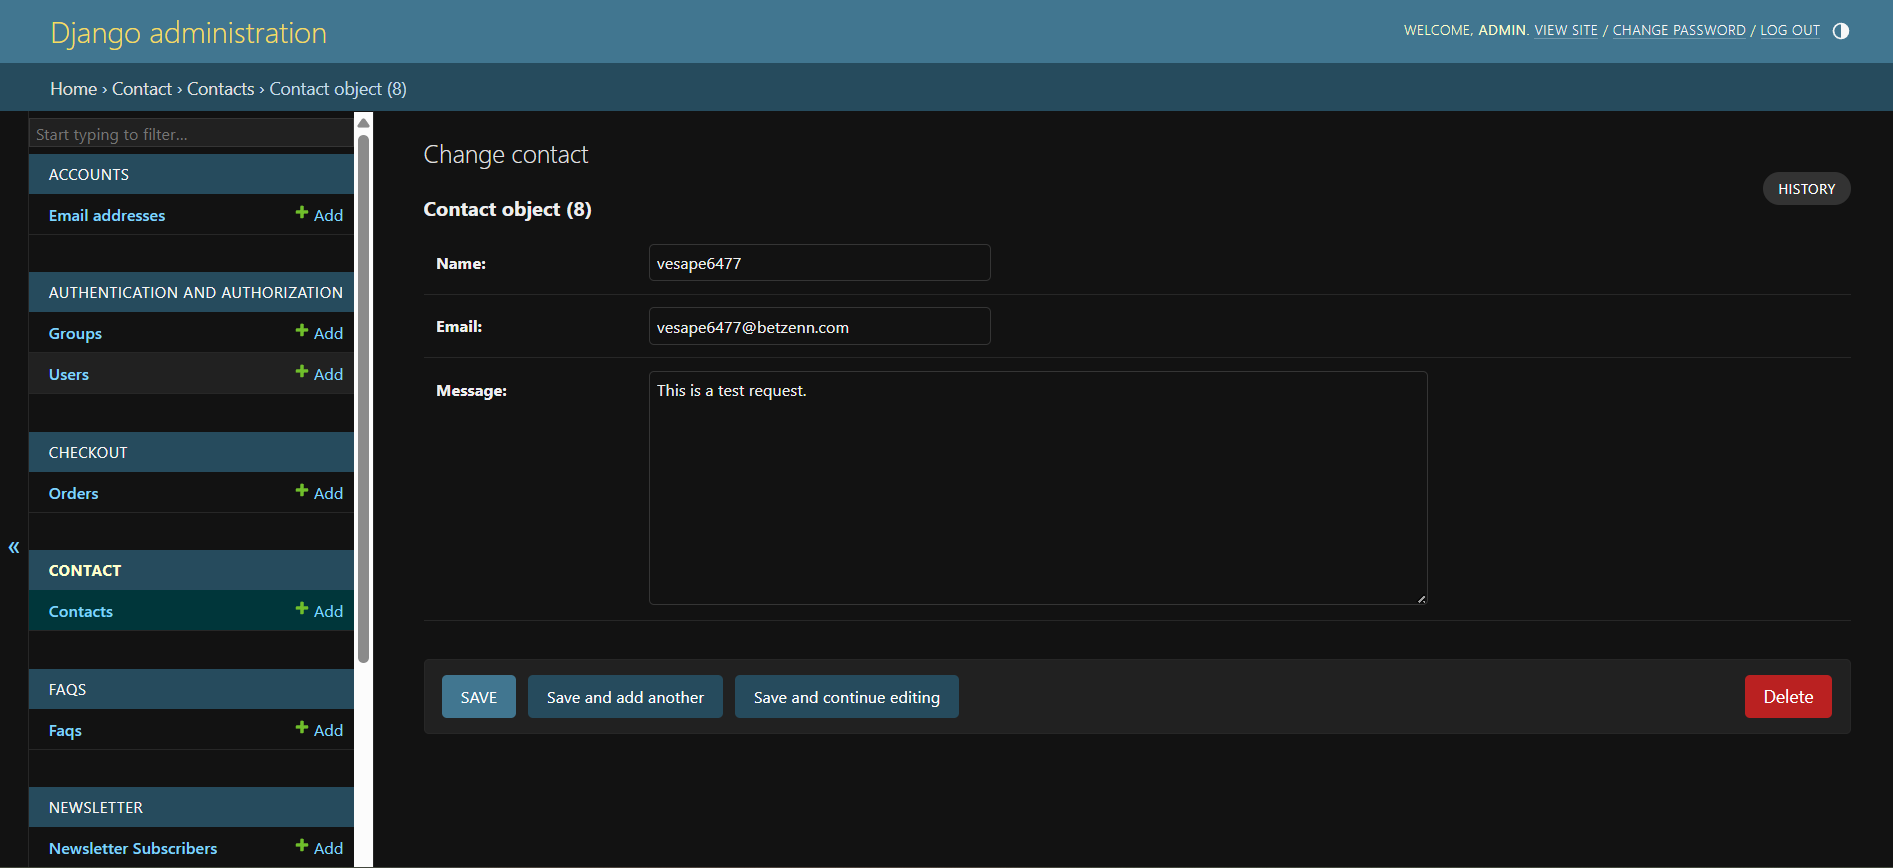 Django administration
WELCOME, ADMIN. VIEW SITE / CHANGE PASSWORD / LOG OUT
Home › Contact › Contacts › Contact object (8)
Start typing to filter...
ACCOUNTS
Email addresses
Add
AUTHENTICATION AND AUTHORIZATION
Groups
Add
Users
Add
CHECKOUT
Orders
Add
«
CONTACT
Contacts
Add
FAQS
Faqs
Add
NEWSLETTER
Newsletter Subscribers
Add
Change contact
HISTORY
Contact object (8)
Name:
vesape6477
Email:
vesape6477@betzenn.com
Message:
This is a test request.
SAVE
Save and add another
Save and continue editing
Delete